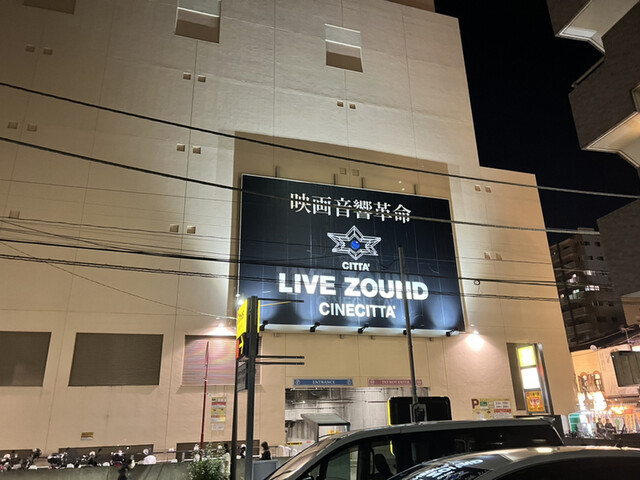 映画音響革命
CITTA'
LIVE ZOUND
CINECITTA'
ENTRANCE
P